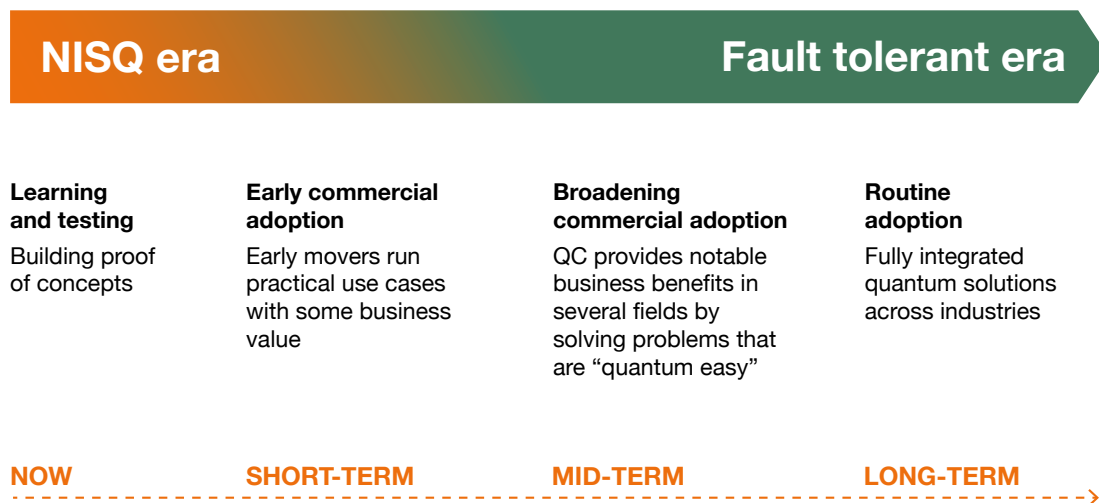 NISQ era
Fault tolerant era
Learning
and testing
Building proof
of concepts
Early commercial
adoption
Early movers run
practical use cases
with some business
value
Broadening
commercial adoption
QC provides notable
business benefits in
several fields by
solving problems that
are “quantum easy”
Routine
adoption
Fully integrated
quantum solutions
across industries
NOW
SHORT-TERM
MID-TERM
LONG-TERM